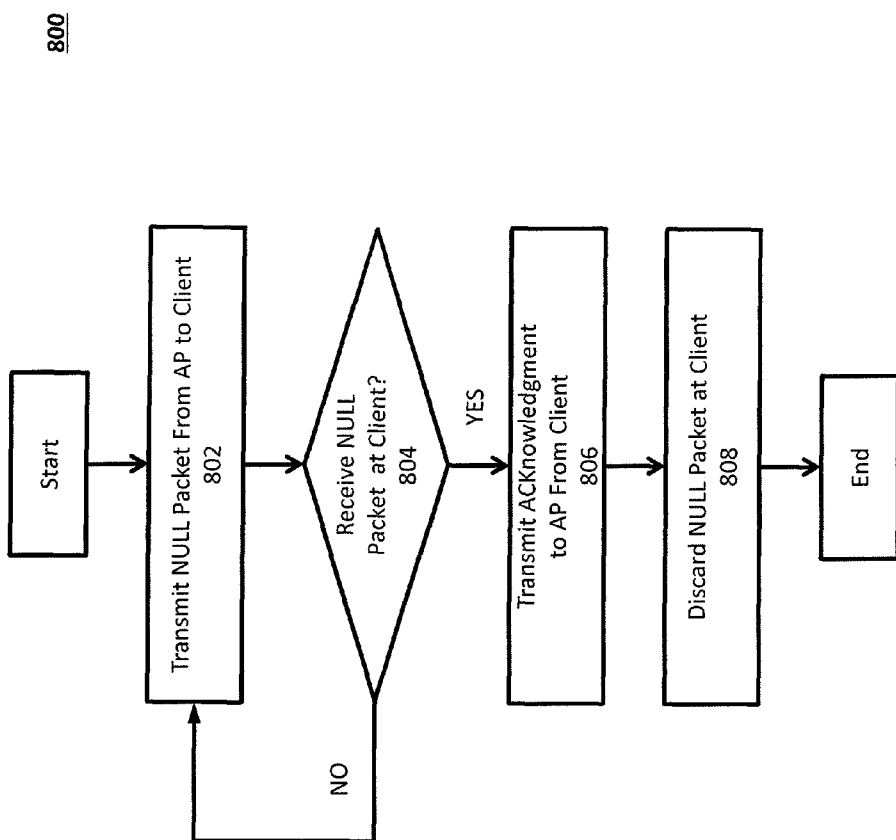 800
Start
Transmit NULL Packet From AP to Client
802
Receive NULL
Packet at Client?
804
NO
YES
Transmit ACKnowledgment
to AP From Client
806
Discard NULL Packet at Client
808
End